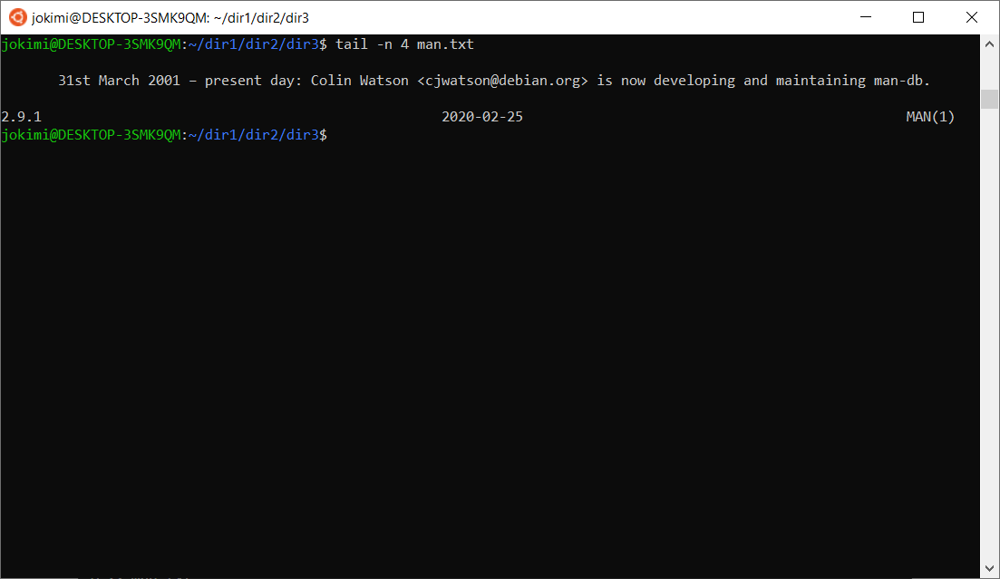 jokimi@DESKTOP-3SMK9QM: ~/dir1/dir2/dir3
jokimi@DESKTOP-3SMK9QM:~/dir1/dir2/dir3$ tail -n 4 man.txt
31st March 2001 – present day: Colin Watson <cjwatson@debian.org> is now developing and maintaining man-db.
2.9.1 2020-02-25 MAN(1)
jokimi@DESKTOP-3SMK9QM:~/dir1/dir2/dir3$